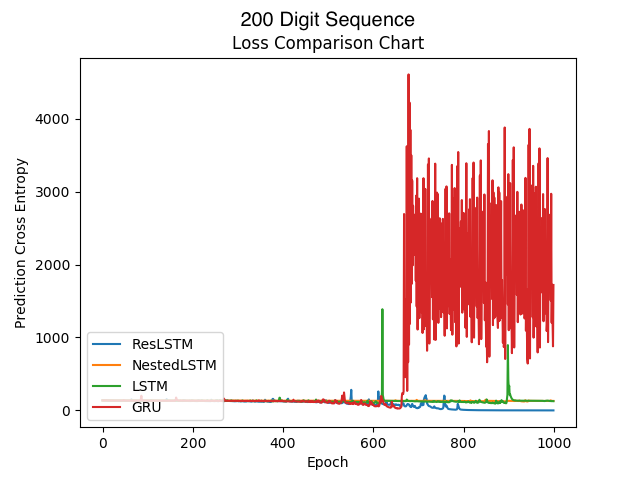 200 Digit Sequence
Loss Comparison Chart
Prediction Cross Entropy
4000
3000
2000
1000
0
ResLSTM
NestedLSTM
LSTM
GRU
0 200 400 600 800 1000
Epoch